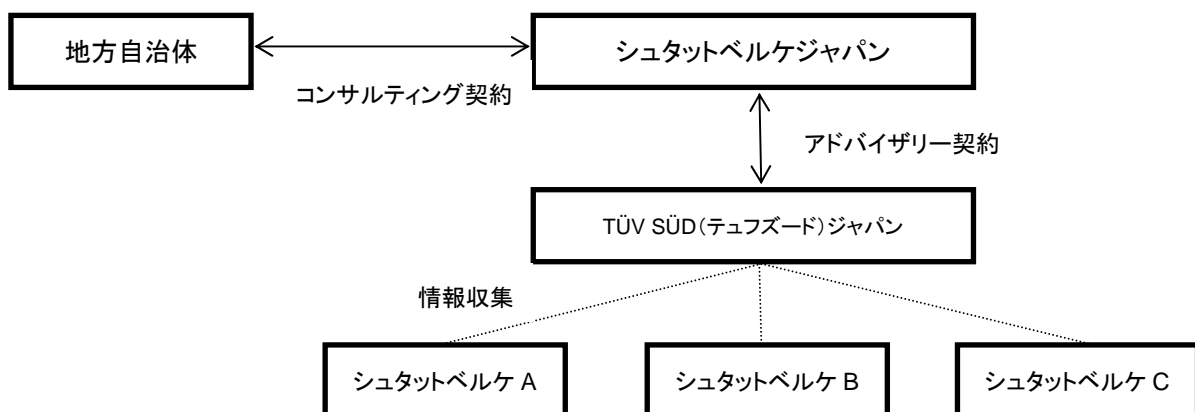 地方自治体
シュタットベルケジャパン
コンサルティング契約
アドバイザリー契約
TÜV SÜD(テュフズード)ジャパン
情報収集
シュタットベルケ A
シュタットベルケ B
シュタットベルケ C